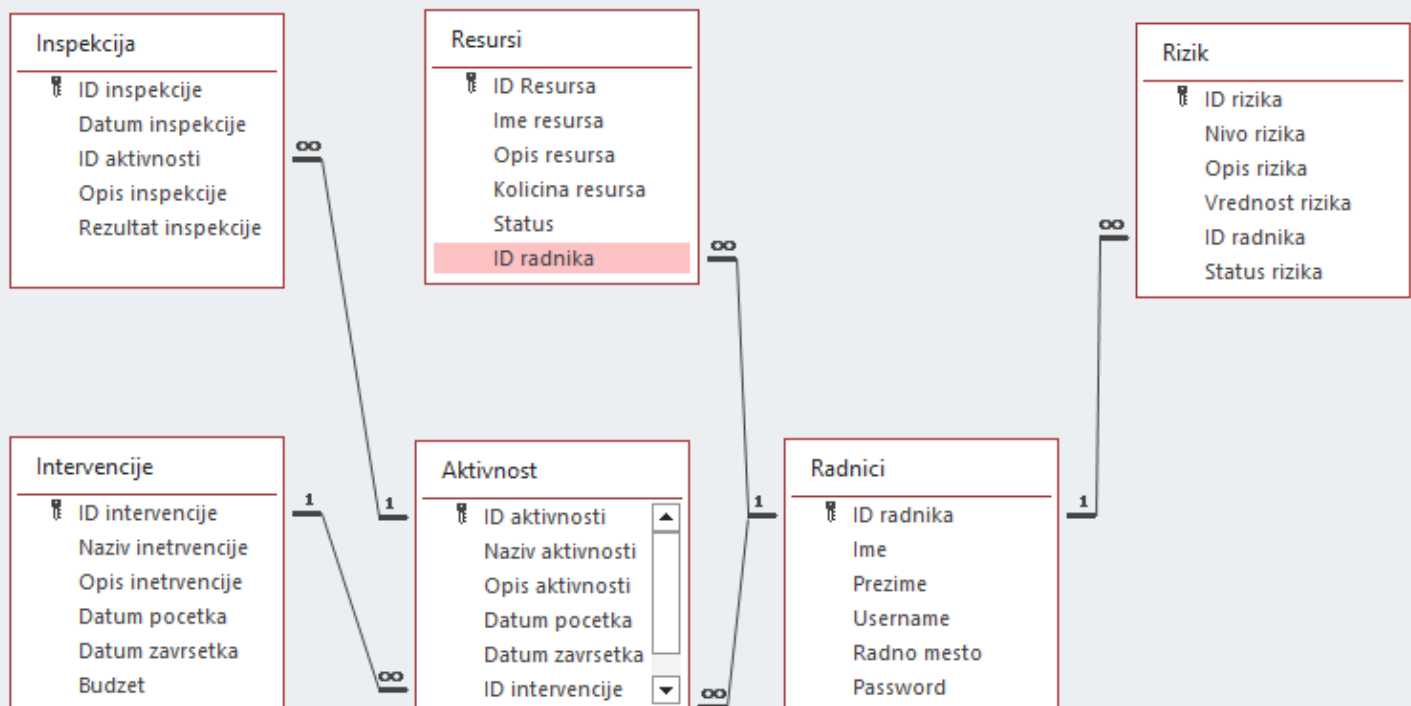 Inspekcija
ID inspekcije
Datum inspekcije
ID aktivnosti
Opis inspekcije
Rezultat inspekcije
∞
Resursi
ID Resursa
Ime resursa
Opis resursa
Kolicina resursa
Status
ID radnika
∞
Rizik
ID rizika
Nivo rizika
Opis rizika
Vrednost rizika
ID radnika
Status rizika
∞
Intervencije
ID intervencije
Naziv inetrvencije
Opis inetrvencije
Datum pocetka
Datum zavrsetka
Budzet
1
∞
1
Aktivnost
ID aktivnosti
Naziv aktivnosti
Opis aktivnosti
Datum pocetka
Datum zavrsetka
ID intervencije
∞
1
Radnici
ID radnika
Ime
Prezime
Username
Radno mesto
Password
1